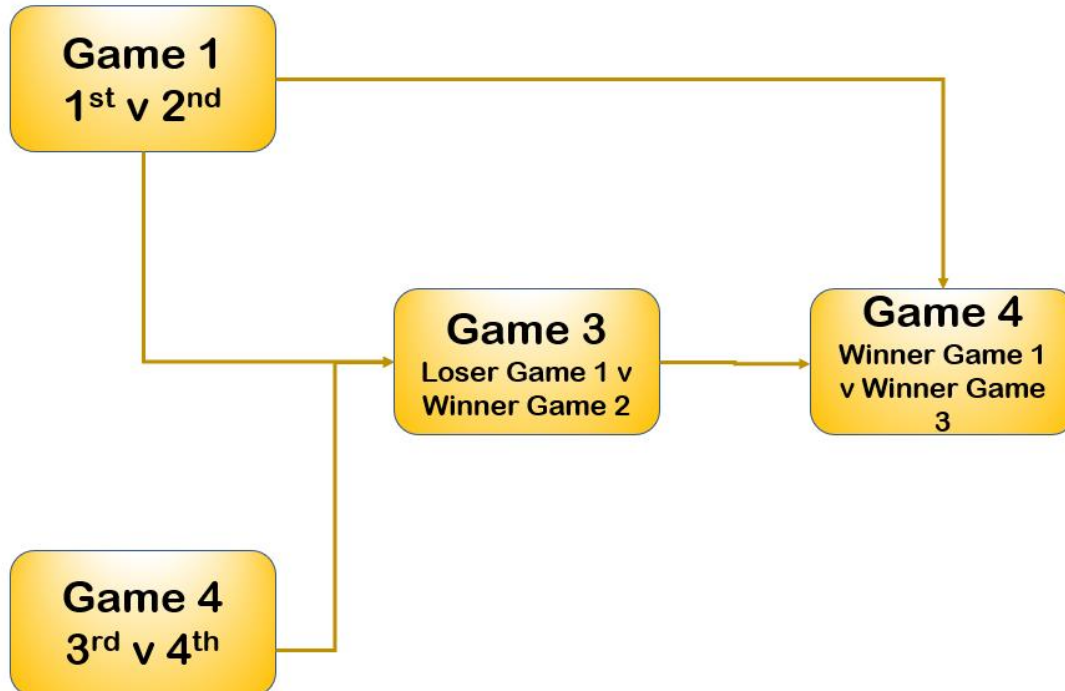 Game 1
1st v 2nd
Game 3
Loser Game 1 v
Winner Game 2
Game 4
Winner Game 1
v Winner Game
3
Game 4
3rd v 4th